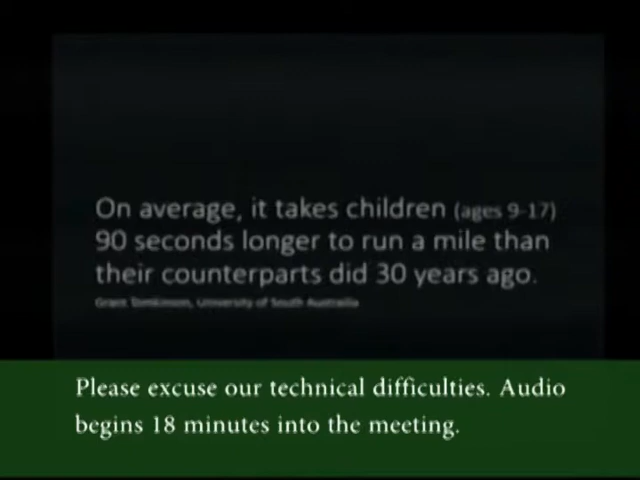 On average, it takes children (ages 9-17)
90 seconds longer to run a mile than
their counterparts did 30 years ago.
Grant Tomkinson, University of South Australia
Please excuse our technical difficulties. Audio
begins 18 minutes into the meeting.